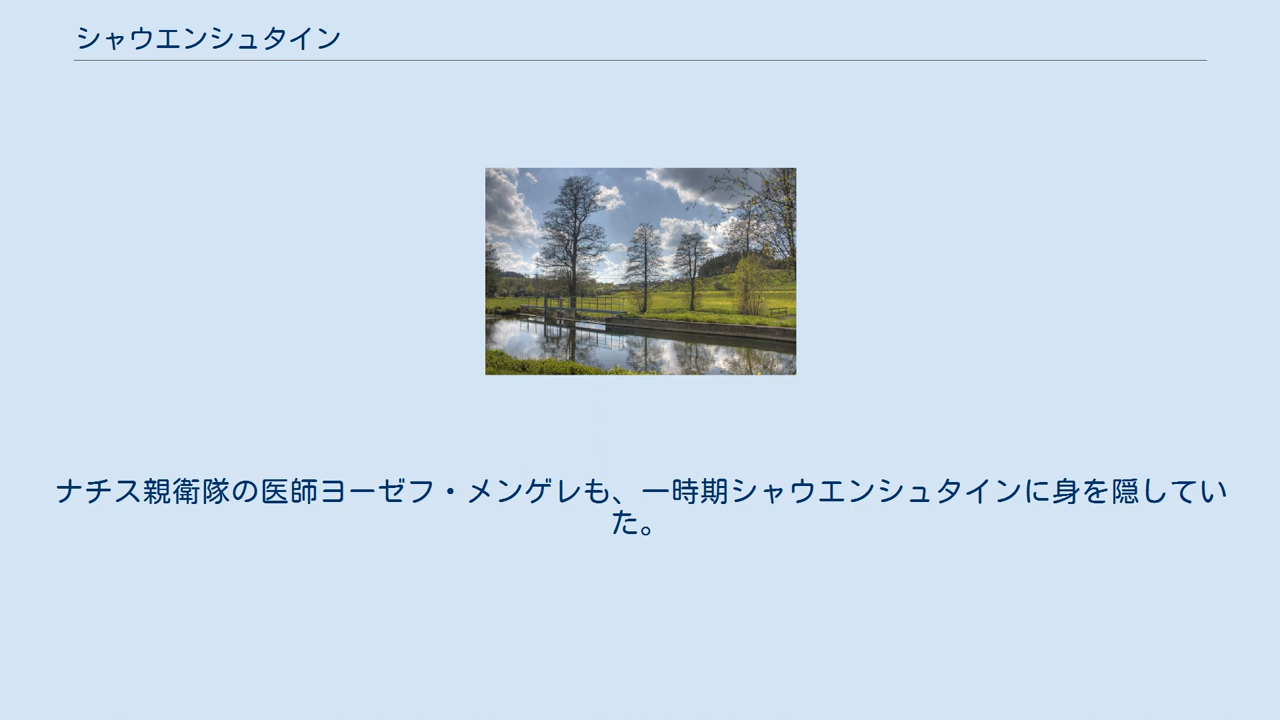 シャウエンシュタイン
ナチス親衛隊の医師ヨーゼフ・メンゲレも、一時期シャウエンシュタインに身を隠してい
た。